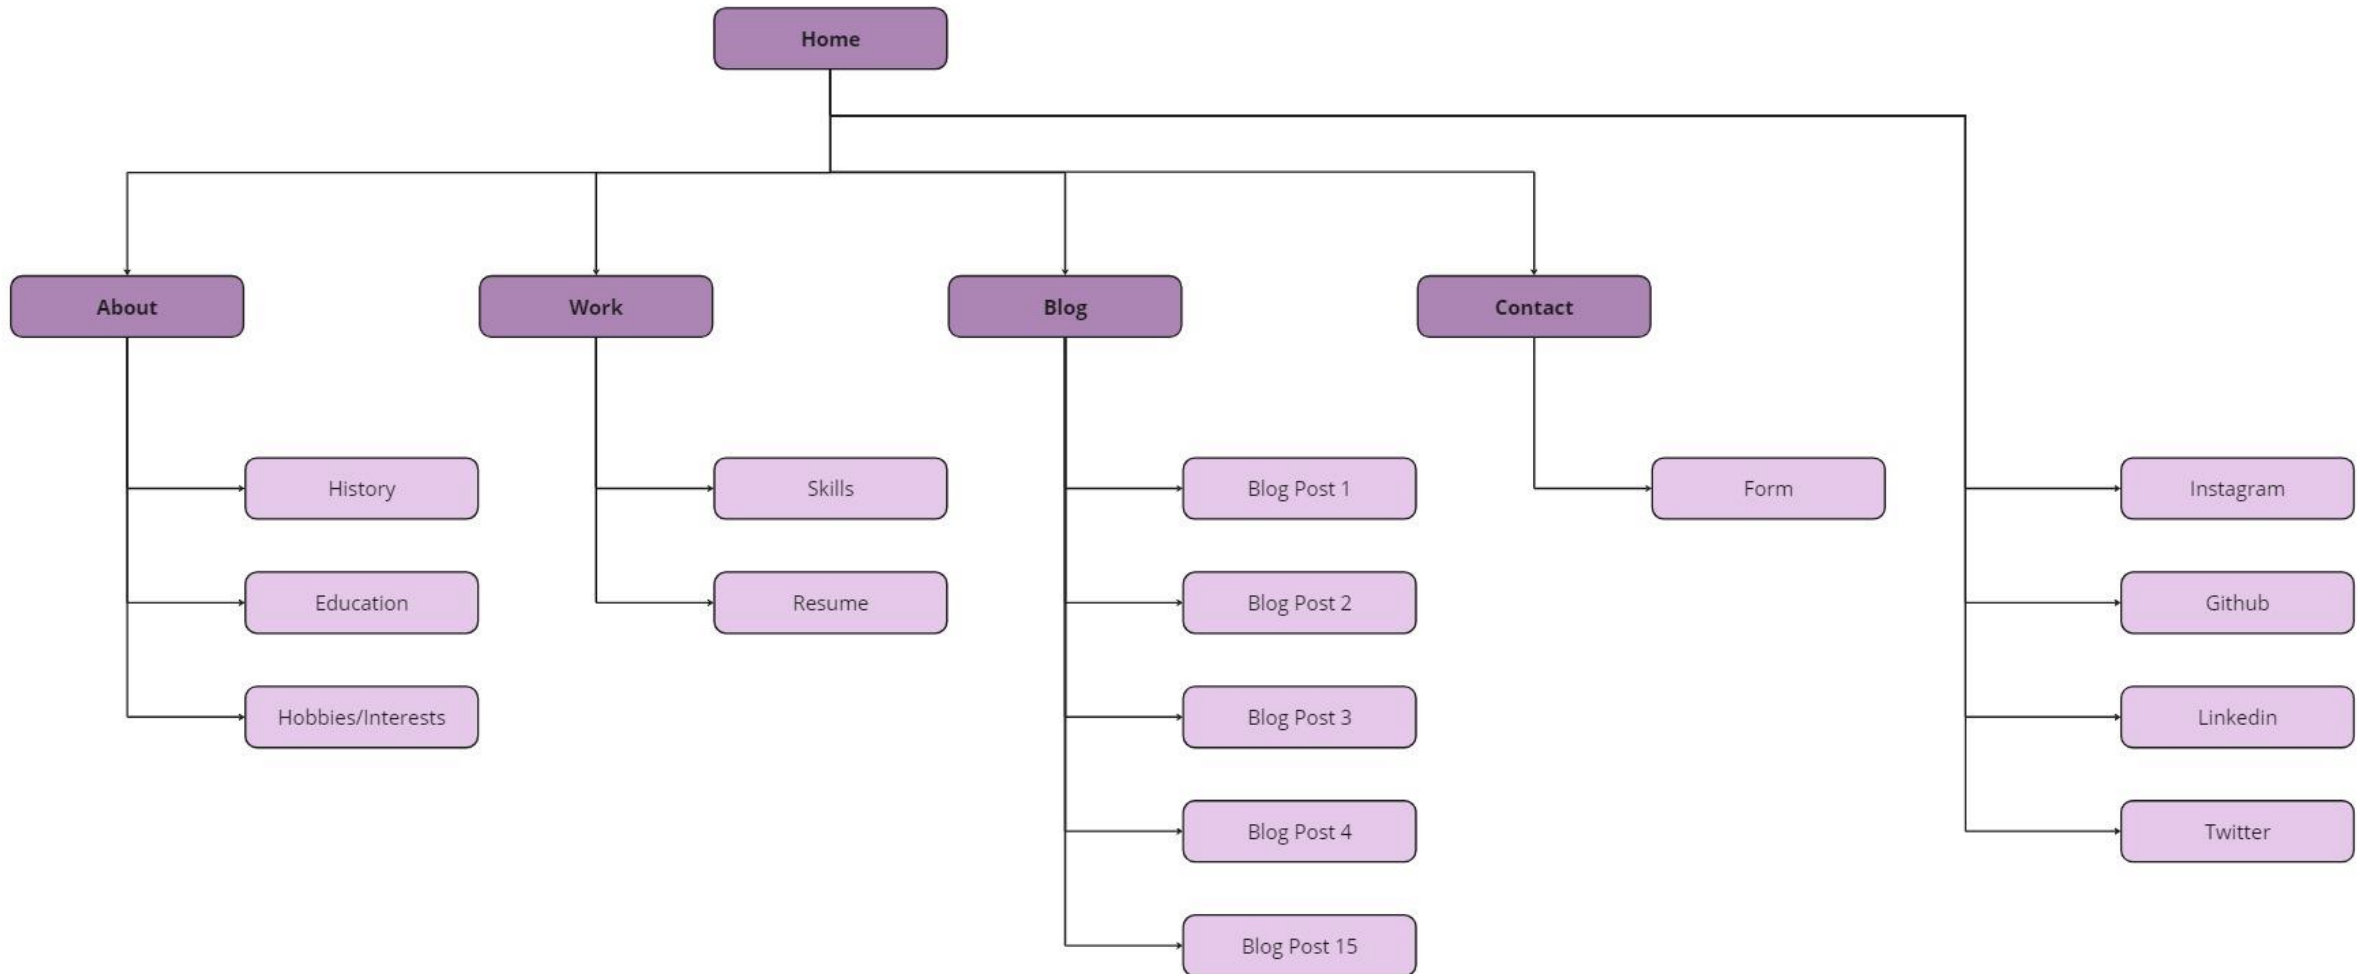 Home
About
Work
Blog
Contact
History
Skills
Blog Post 1
Form
Instagram
Education
Resume
Blog Post 2
Github
Hobbies/Interests
Blog Post 3
Linkedin
Blog Post 4
Twitter
Blog Post 15